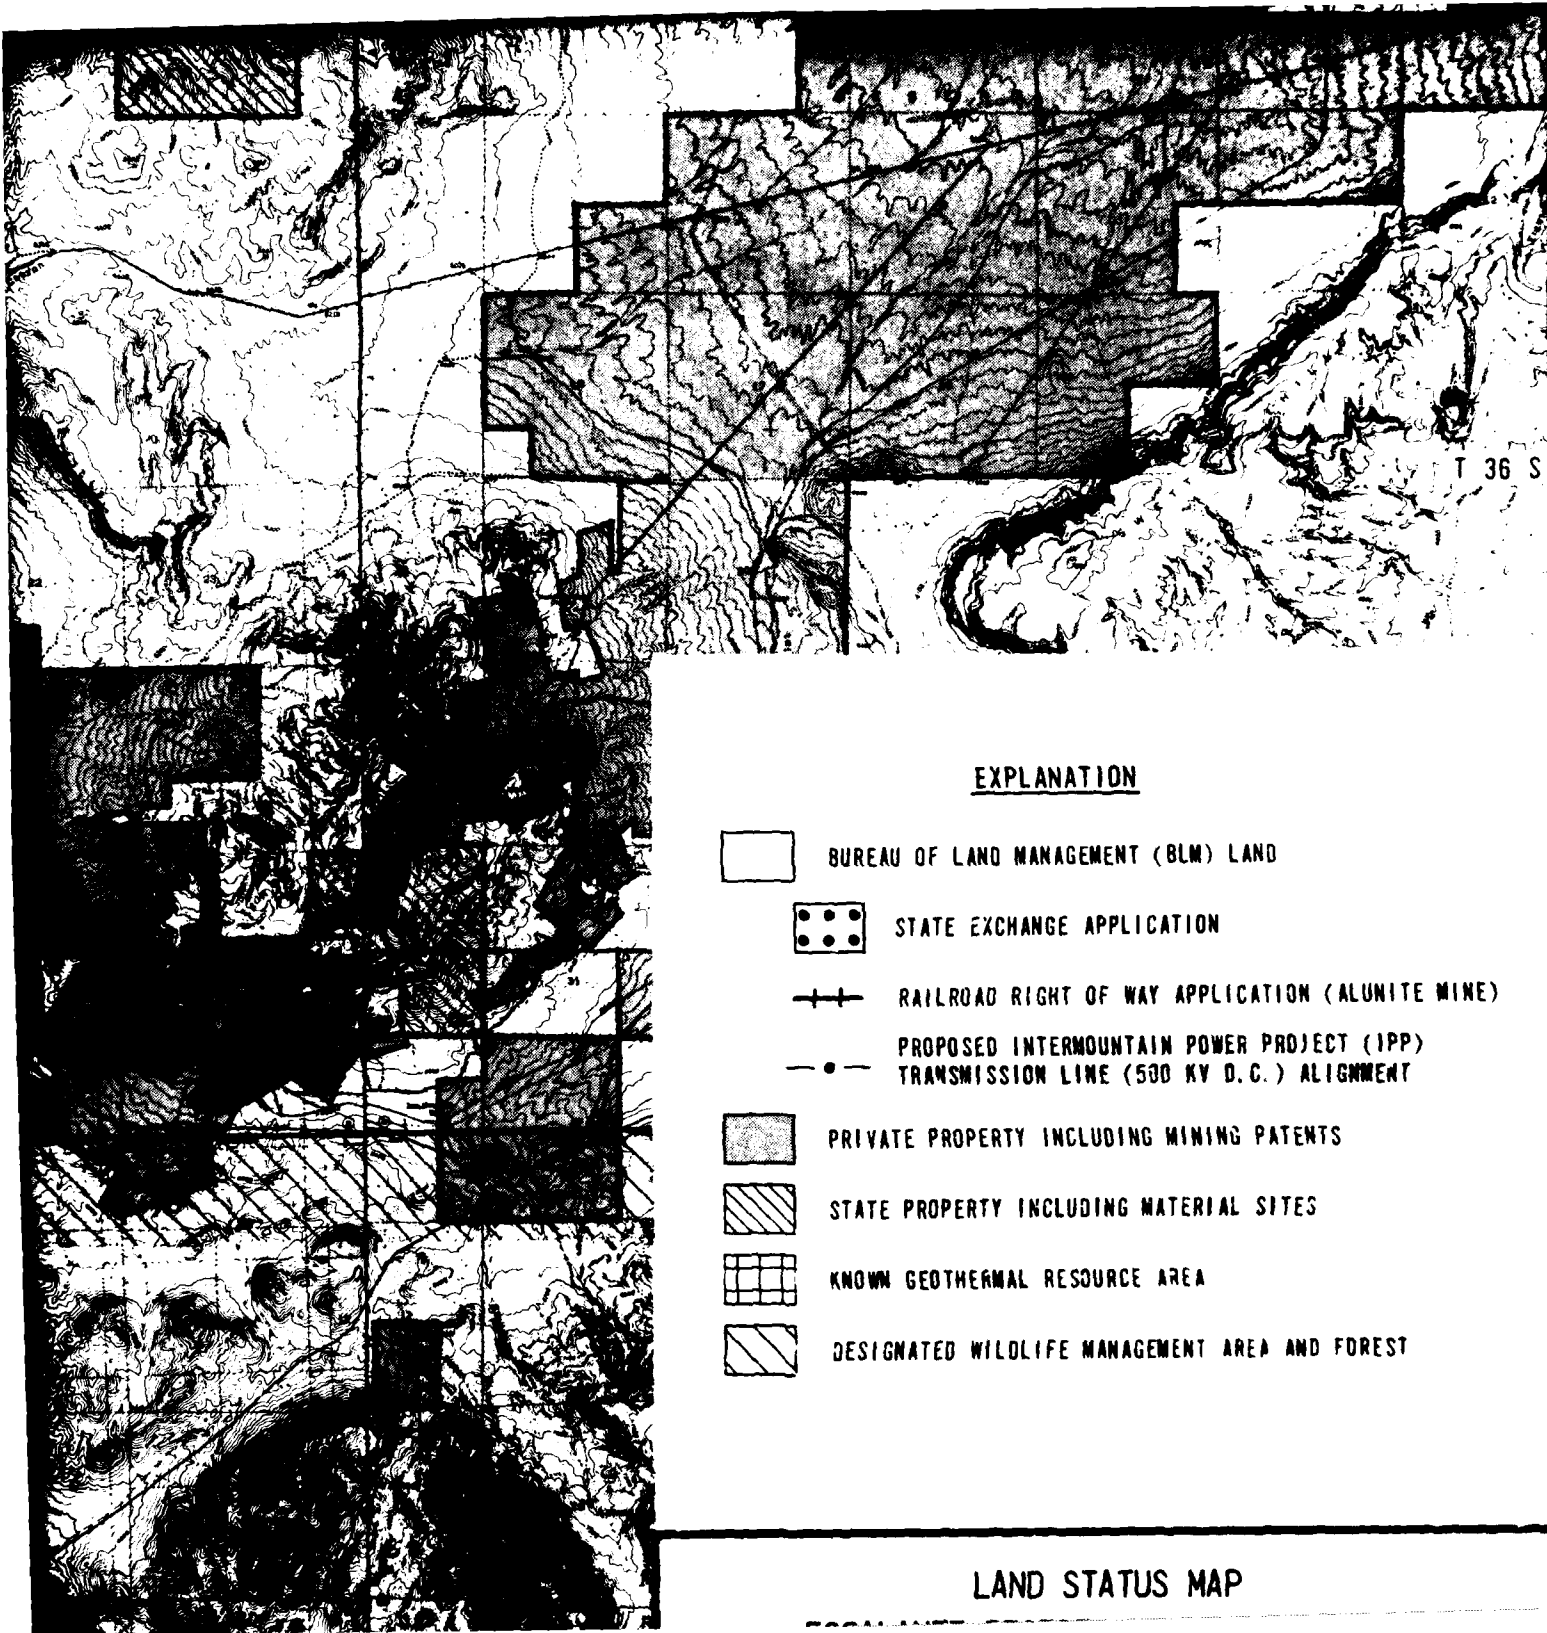 T 36 S
EXPLANATION
BUREAU OF LAND MANAGEMENT (BLM) LAND
STATE EXCHANGE APPLICATION
RAILROAD RIGHT OF WAY APPLICATION (ALUNITE MINE)
PROPOSED INTERMOUNTAIN POWER PROJECT (IPP)
TRANSMISSION LINE (500 KV D.C.) ALIGNMENT
PRIVATE PROPERTY INCLUDING MINING PATENTS
STATE PROPERTY INCLUDING MATERIAL SITES
KNOWN GEOTHERMAL RESOURCE AREA
DESIGNATED WILDLIFE MANAGEMENT AREA AND FOREST
LAND STATUS MAP